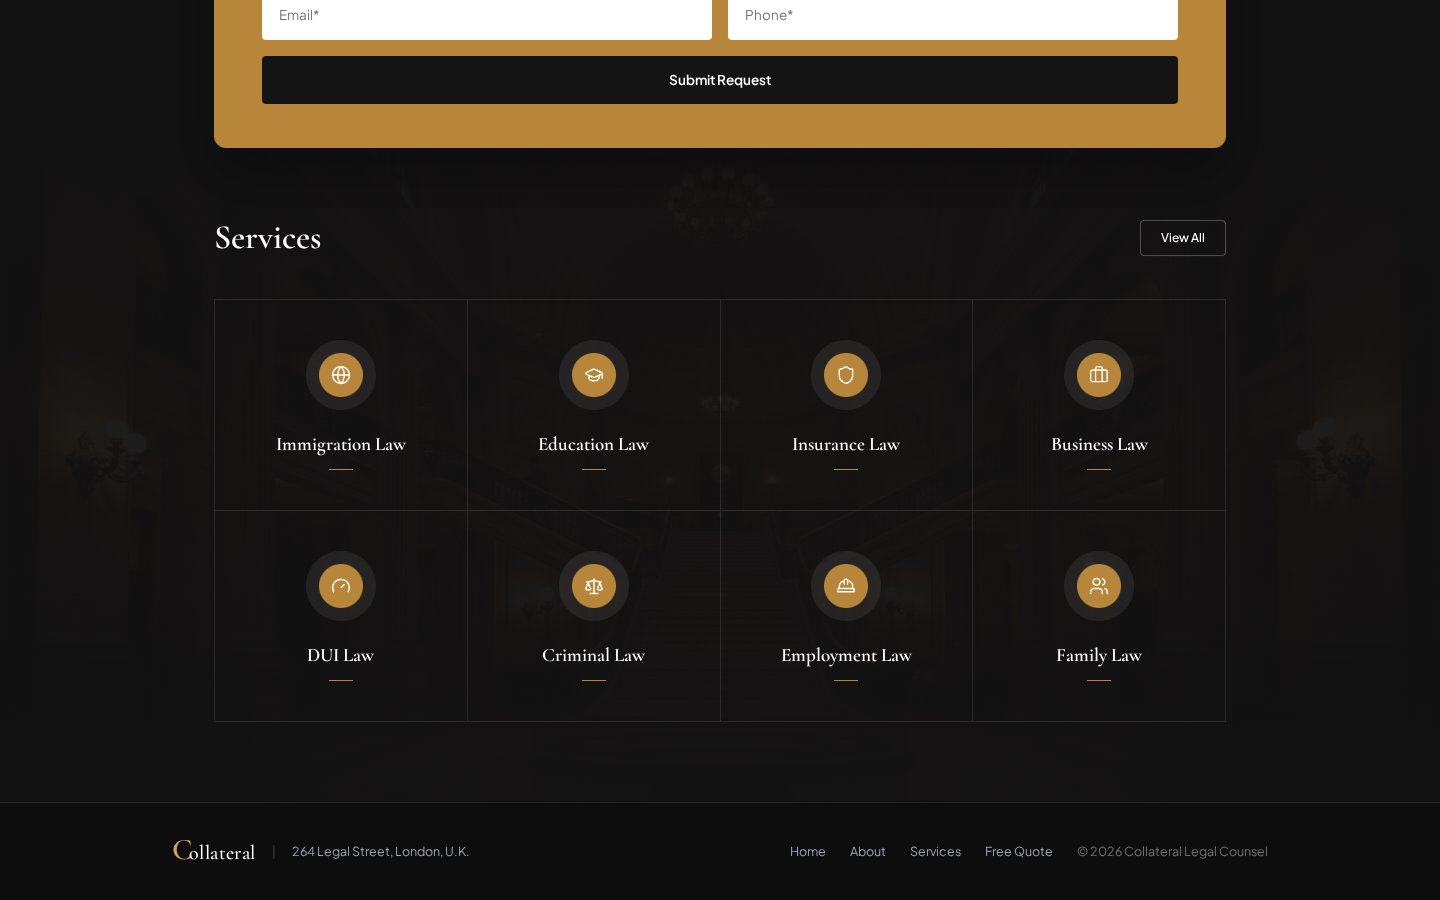 Email*
Phone*
Submit Request
Services
View All
Immigration Law
Education Law
Insurance Law
Business Law
DUI Law
Criminal Law
Employment Law
Family Law
Collateral | 264 Legal Street, London, U.K.
Home About Services Free Quote © 2026 Collateral Legal Counsel